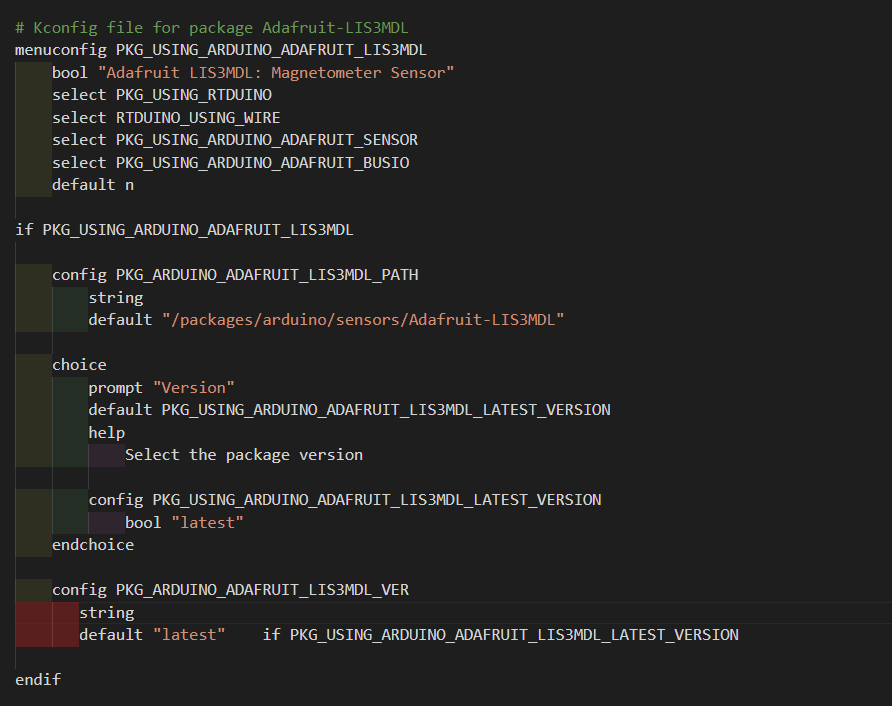 # Kconfig file for package Adafruit-LIS3MDL
menuconfig PKG_USING_ARDUINO_ADAFRUIT_LIS3MDL
    bool "Adafruit LIS3MDL: Magnetometer Sensor"
    select PKG_USING_RTDUINO
    select RTDUINO_USING_WIRE
    select PKG_USING_ARDUINO_ADAFRUIT_SENSOR
    select PKG_USING_ARDUINO_ADAFRUIT_BUSIO
    default n

if PKG_USING_ARDUINO_ADAFRUIT_LIS3MDL

    config PKG_ARDUINO_ADAFRUIT_LIS3MDL_PATH
        string
        default "/packages/arduino/sensors/Adafruit-LIS3MDL"

    choice
        prompt "Version"
        default PKG_USING_ARDUINO_ADAFRUIT_LIS3MDL_LATEST_VERSION
        help
            Select the package version

        config PKG_USING_ARDUINO_ADAFRUIT_LIS3MDL_LATEST_VERSION
            bool "latest"
    endchoice

    config PKG_ARDUINO_ADAFRUIT_LIS3MDL_VER
       string
       default "latest"    if PKG_USING_ARDUINO_ADAFRUIT_LIS3MDL_LATEST_VERSION

endif